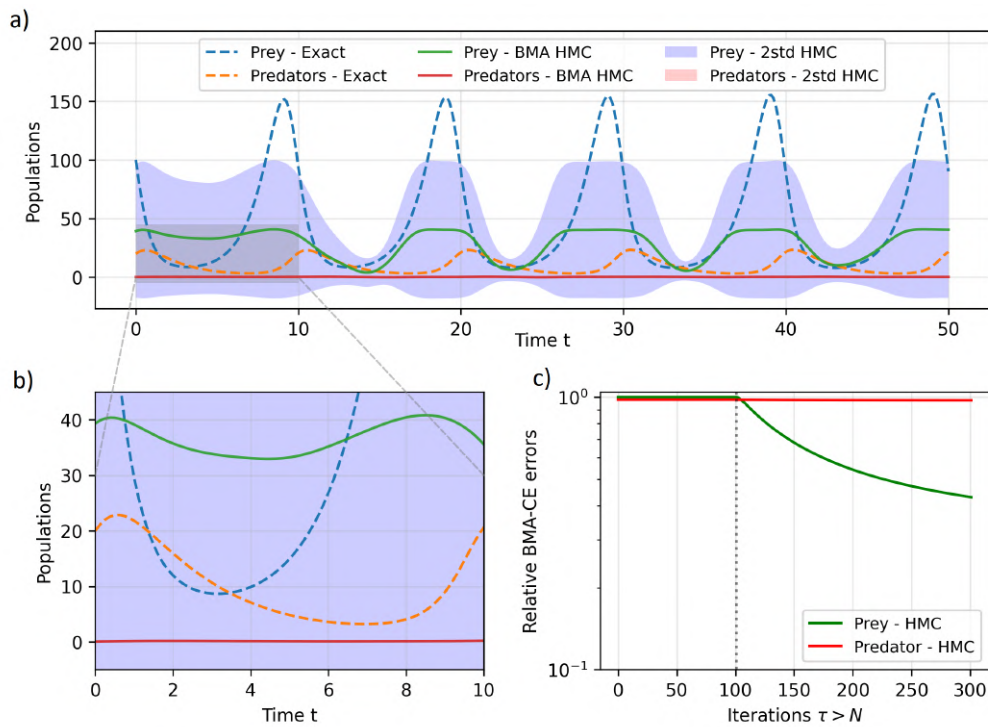 a)
Populations
200
150
100
50
0
Prey - Exact
Predators - Exact
Prey - BMA HMC
Predators - BMA HMC
Prey - 2std HMC
Predators - 2std HMC
0 10 20 30 40 50
Time t
b)
Populations
40
30
20
10
0
0 2 4 6 8 10
Time t
c)
Relative BMA-CE errors
10⁰
10⁻¹
Prey - HMC
Predator - HMC
0 50 100 150 200 250 300
Iterations τ > N